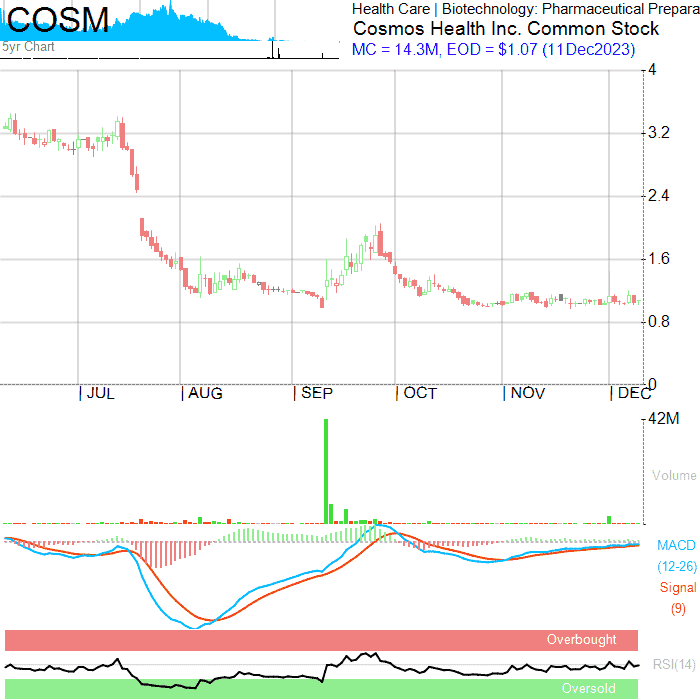 COSM
Health Care | Biotechnology: Pharmaceutical Prepara
Cosmos Health Inc. Common Stock
5yr Chart
MC = 14.3M, EOD = $1.07 (11Dec2023)
4
3.2
2.4
1.6
0.8
0
| JUL | AUG | SEP | OCT | NOV | DEC
42M
Volume
MACD
(12-26)
Signal
(9)
Overbought
RSI(14)
Oversold